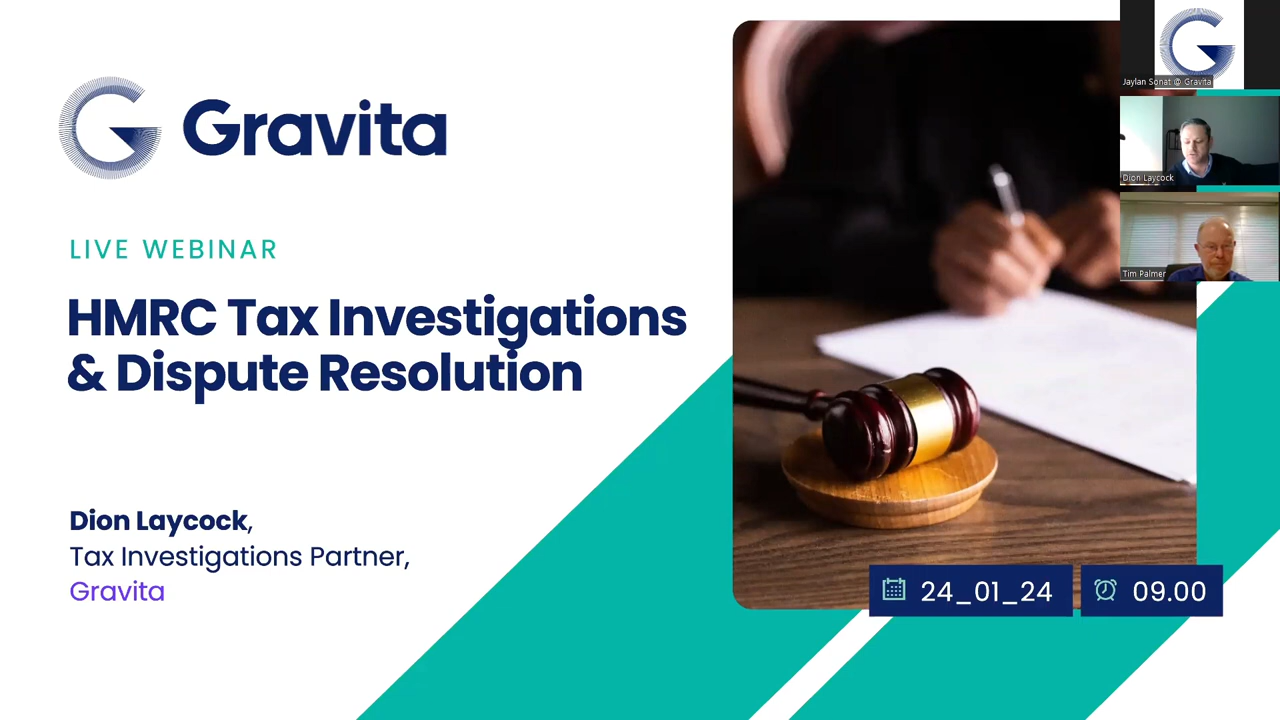 Gravita
LIVE WEBINAR
HMRC Tax Investigations
& Dispute Resolution
Dion Laycock,
Tax Investigations Partner,
Gravita
24_01_24
09.00
Jaylan Sonat @ Gravita
Dion Laycock
Tim Palmer